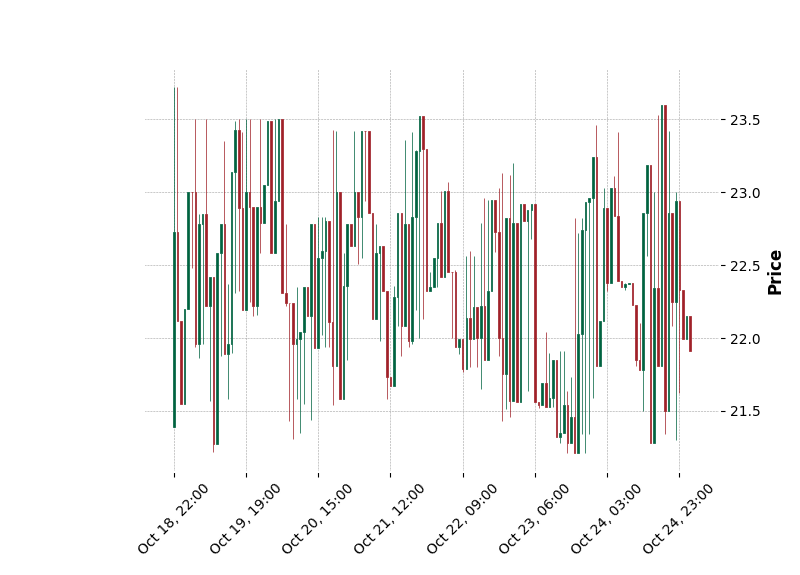 23.5
23.0
22.5
22.0
21.5
Price
Oct 18, 22:00
Oct 19, 19:00
Oct 20, 15:00
Oct 21, 12:00
Oct 22, 09:00
Oct 23, 06:00
Oct 24, 03:00
Oct 24, 23:00